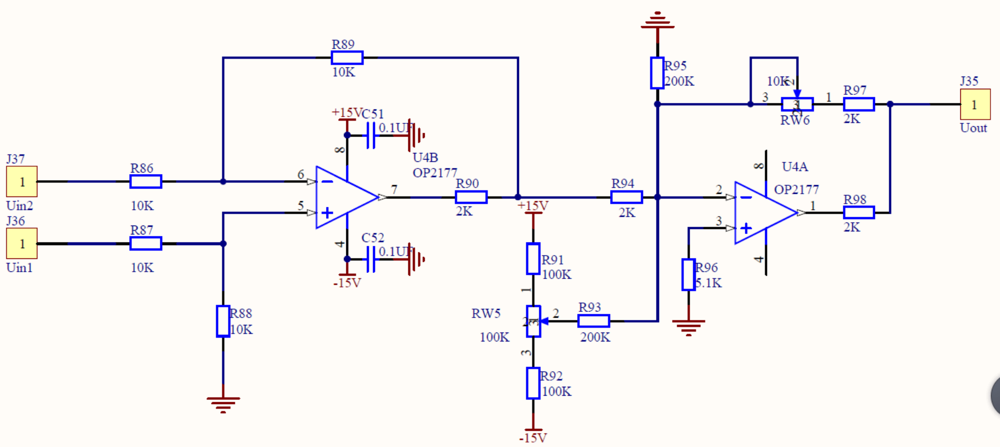 R89
10K
R95
200K
10K
2
3
1
R97
2K
RW6
J35
1
Uout
+15V
C51
0.1UF
8
U4B
OP2177
J37
1
Uin2
R86
10K
6
5
7
R90
2K
+15V
R94
2K
8
U4A
OP2177
2
3
1
R98
2K
4
J36
1
Uin1
R87
10K
4
C52
0.1UF
-15V
R91
100K
1
RW5
100K
2
3
R93
200K
R96
5.1K
R88
10K
R92
100K
-15V